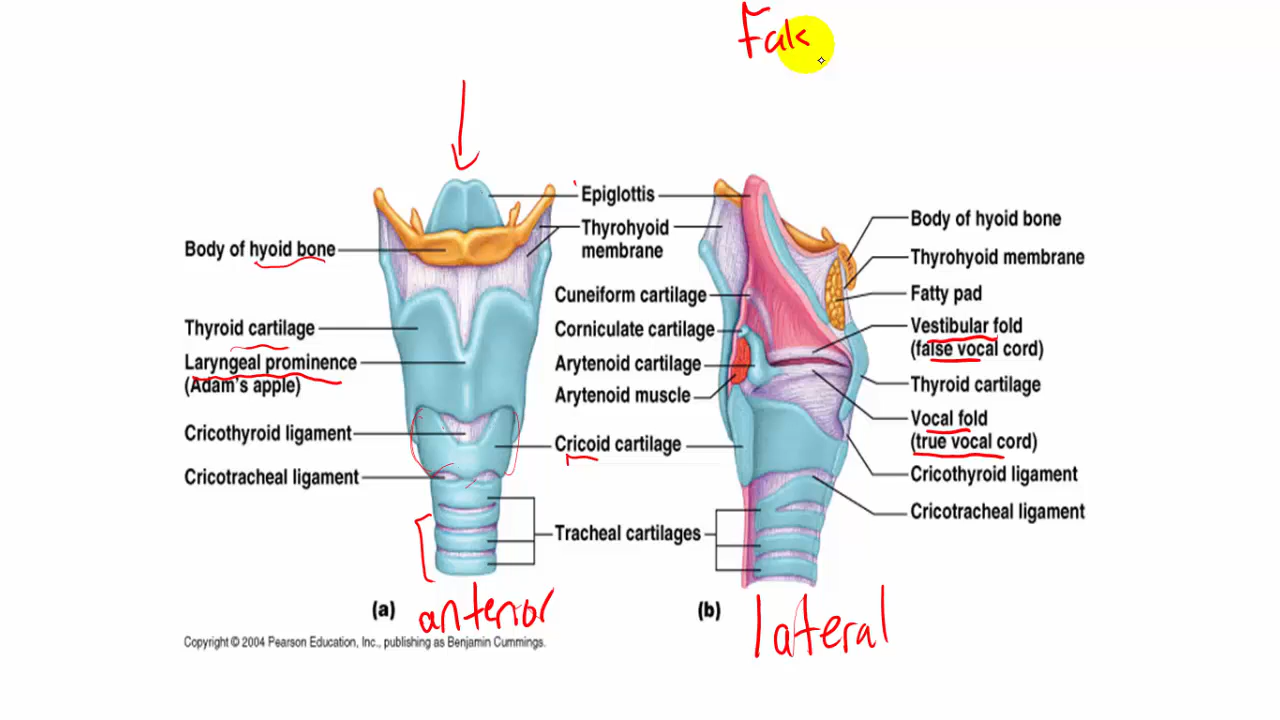 Fak
Epiglottis
Thyrohyoid
membrane
Body of hyoid bone
Thyroid cartilage
Laryngeal prominence
(Adam's apple)
Cricothyroid ligament
Cricotracheal ligament
Cuneiform cartilage
Corniculate cartilage
Arytenoid cartilage
Arytenoid muscle
Cricoid cartilage
Tracheal cartilages
Body of hyoid bone
Thyrohyoid membrane
Fatty pad
Vestibular fold
(false vocal cord)
Thyroid cartilage
Vocal fold
(true vocal cord)
Cricothyroid ligament
Cricotracheal ligament
(a) anterior
(b) lateral
Copyright © 2004 Pearson Education, Inc., publishing as Benjamin Cummings.